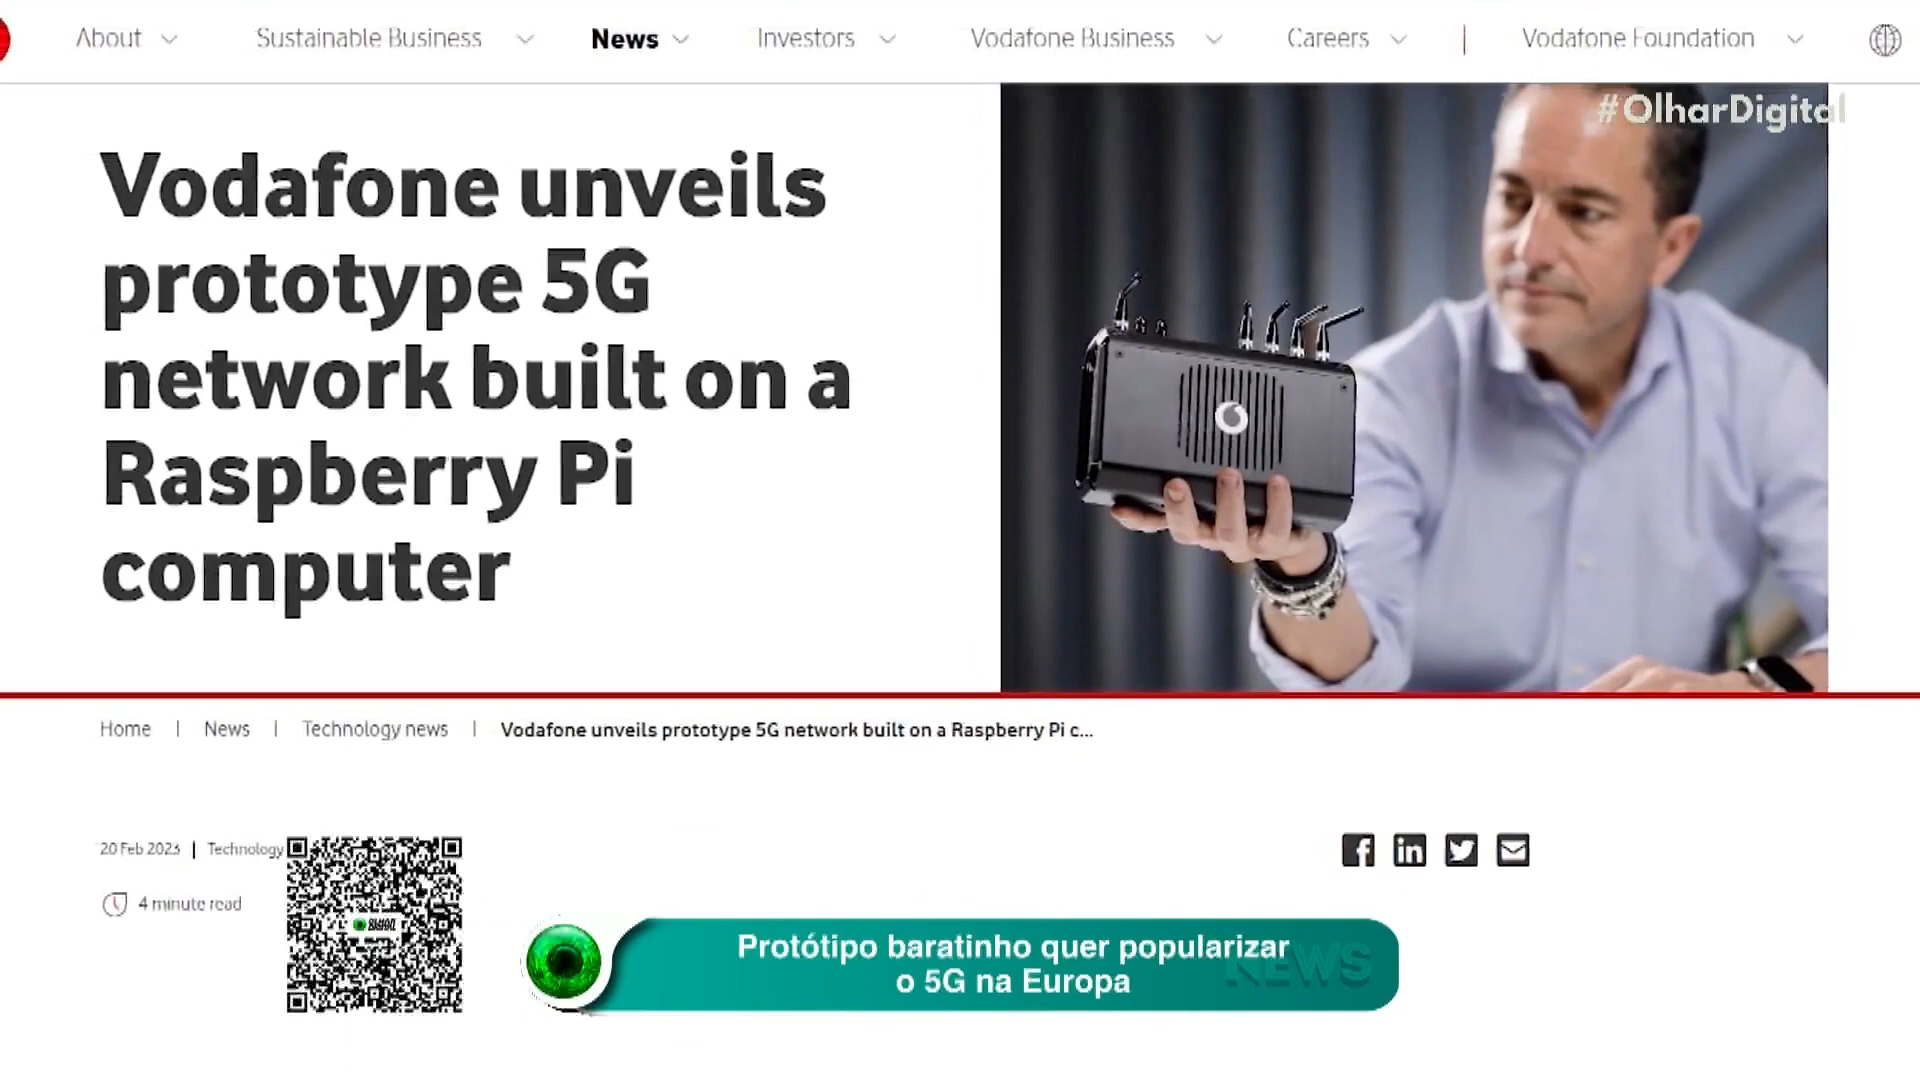 About
Sustainable Business
News
Investors
Vodafone Business
Careers
Vodafone Foundation
#OlharDigital
Vodafone unveils
prototype 5G
network built on a
Raspberry Pi
computer
Home | News | Technology news | Vodafone unveils prototype 5G network built on a Raspberry Pi c...
20 Feb 2023 | Technology
4 minute read
Protótipo baratinho quer popularizar
o 5G na Europa
NEWS